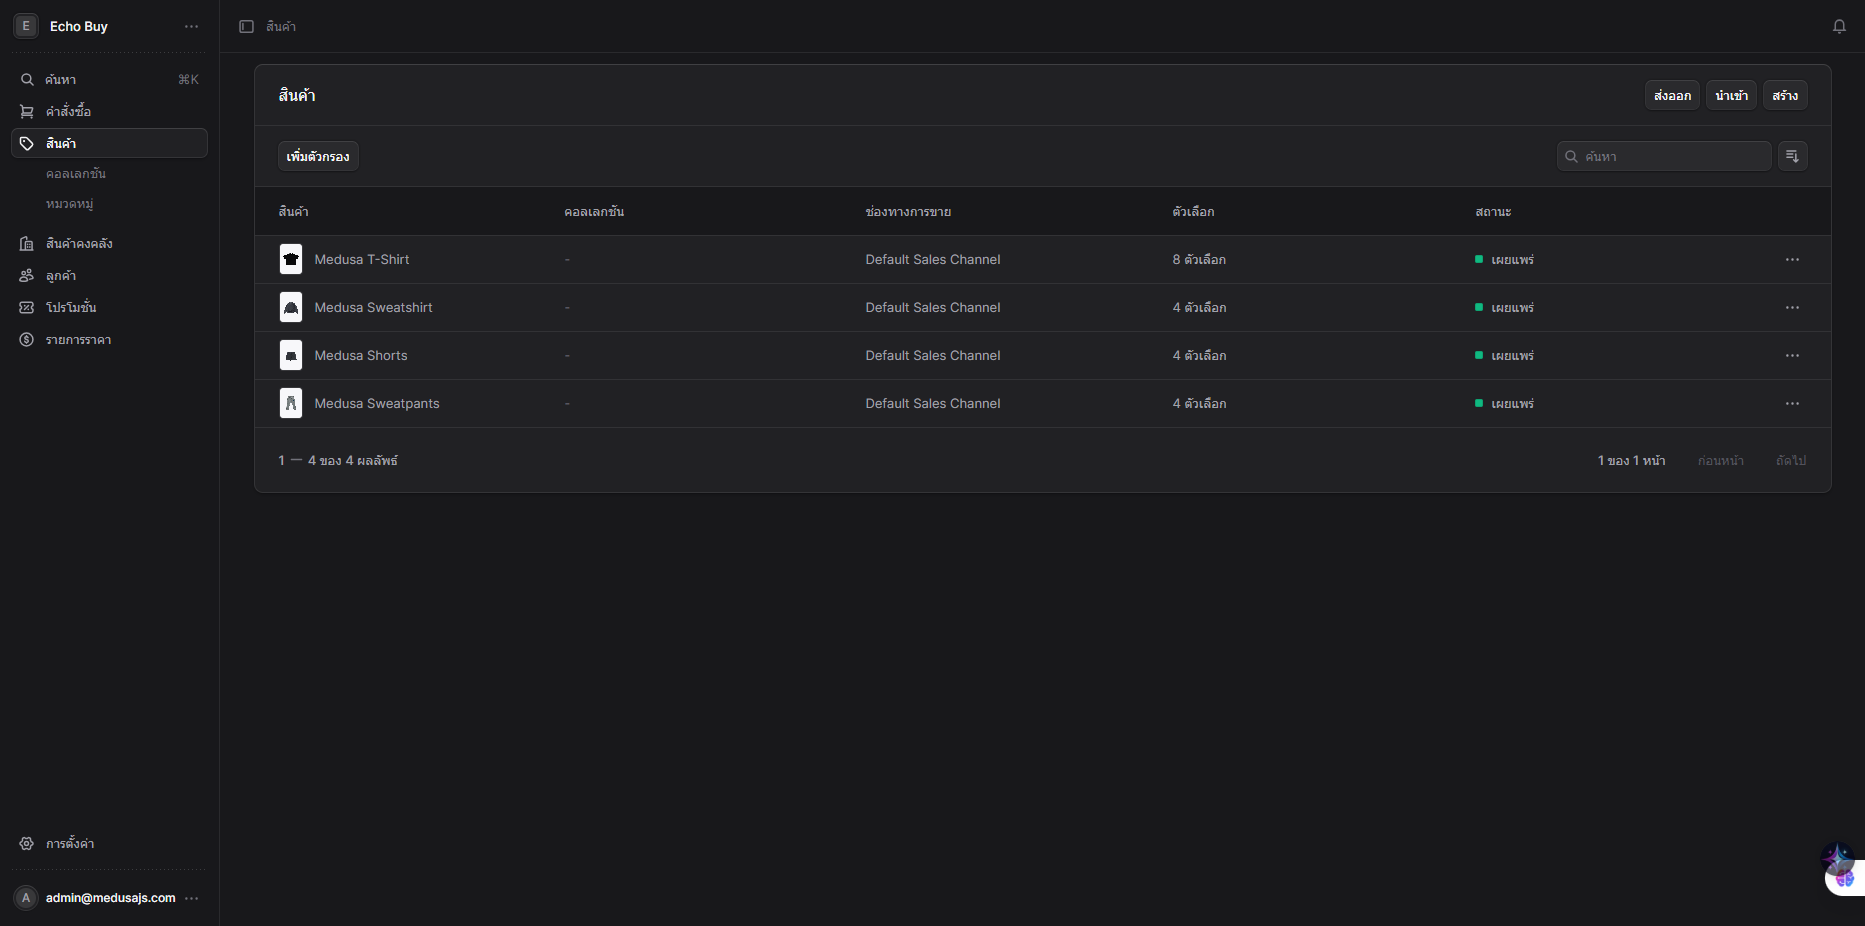 E Echo Buy
สินค้า
ค้นหา ⌘K
คำสั่งซื้อ
สินค้า
คอลเลกชัน
หมวดหมู่
สินค้าคงคลัง
ลูกค้า
โปรโมชั่น
รายการราคา
การตั้งค่า
A admin@medusajs.com
สินค้า ส่งออก นำเข้า สร้าง
เพิ่มตัวกรอง ค้นหา
สินค้า คอลเลกชัน ช่องทางการขาย ตัวเลือก สถานะ
Medusa T-Shirt - Default Sales Channel 8 ตัวเลือก เผยแพร่
Medusa Sweatshirt - Default Sales Channel 4 ตัวเลือก เผยแพร่
Medusa Shorts - Default Sales Channel 4 ตัวเลือก เผยแพร่
Medusa Sweatpants - Default Sales Channel 4 ตัวเลือก เผยแพร่
1 — 4 ของ 4 ผลลัพธ์ 1 ของ 1 หน้า ก่อนหน้า ถัดไป